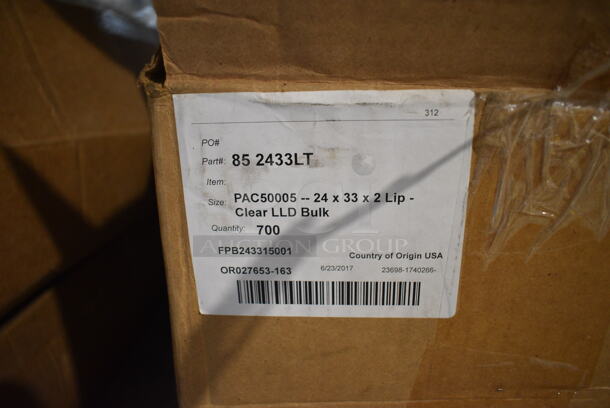 312
PO#
Part#: 85 2433LT
Item:
Size: PAC50005 -- 24 x 33 x 2 Lip -
Clear LLD Bulk
Quantity: 700
AUCTION GROUP
FPB243315001 Country of Origin USA
OR027653-163 6/23/2017 23698-1740266-